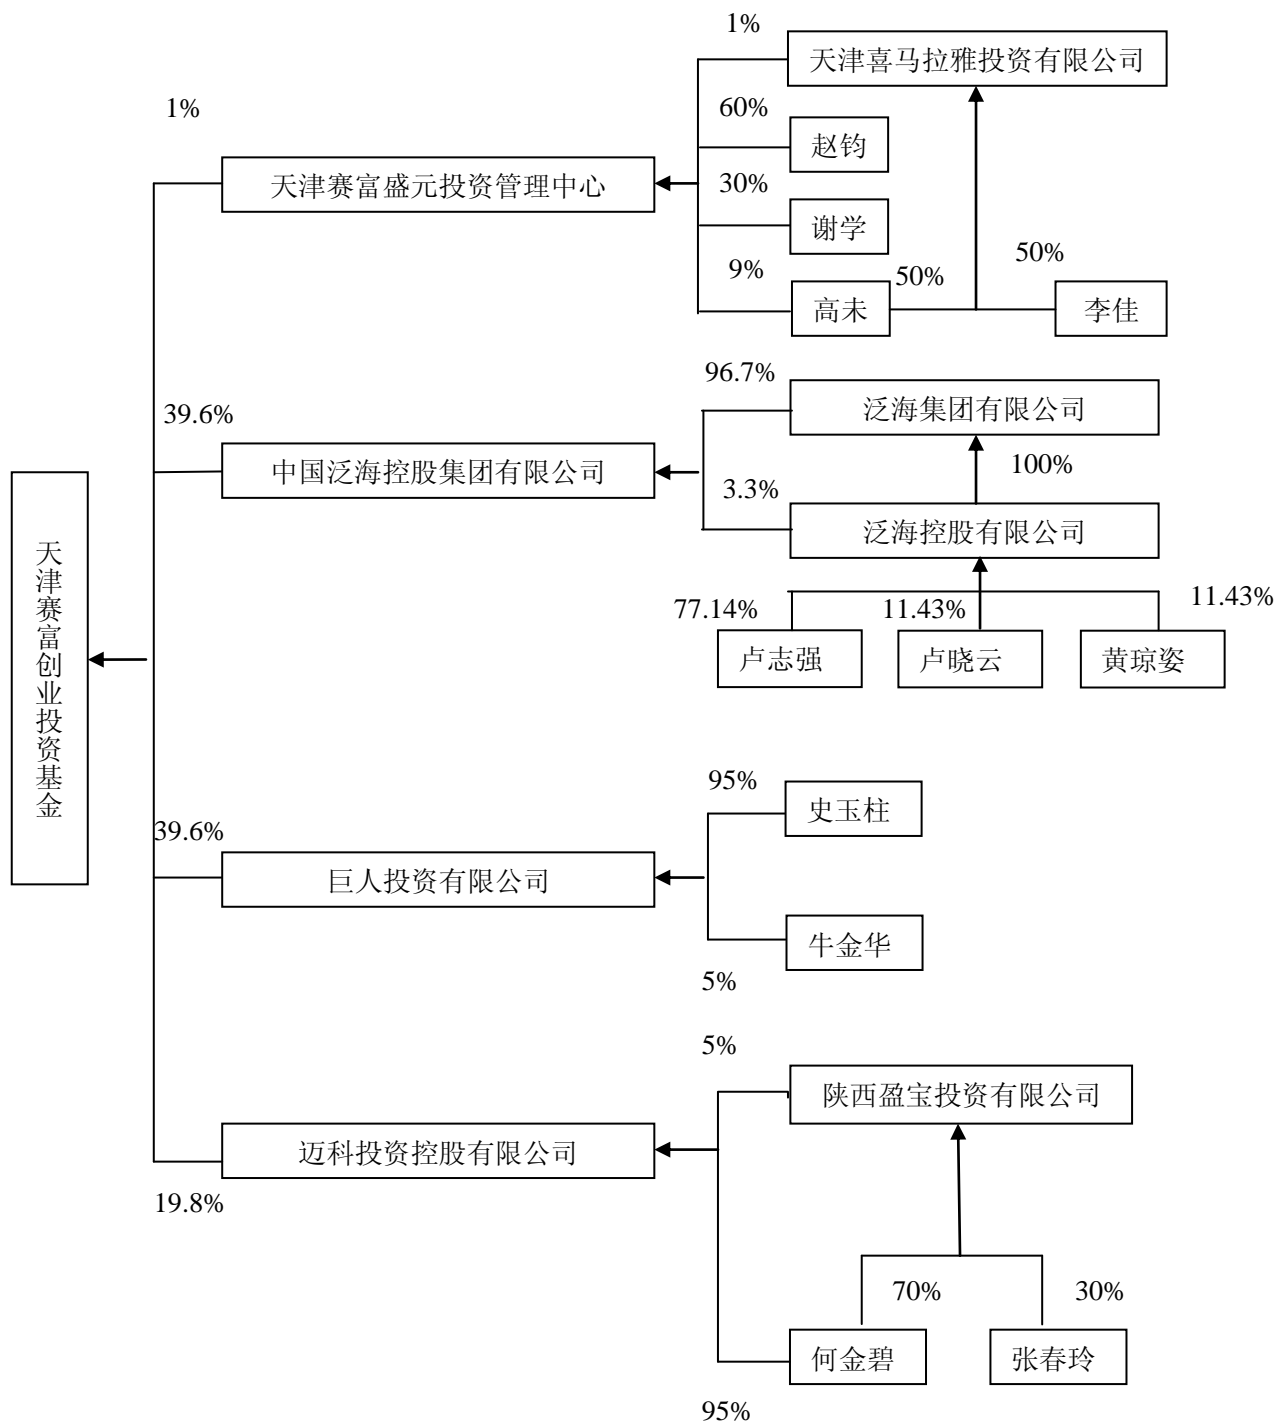 1%
天津喜马拉雅投资有限公司
1%
60%
赵钧
天津赛富盛元投资管理中心
30%
谢学
9%
50%
50%
高未
李佳
96.7%
泛海集团有限公司
39.6%
中国泛海控股集团有限公司
100%
3.3%
泛海控股有限公司
天津赛富创业投资基金
77.14%
11.43%
11.43%
卢志强
卢晓云
黄琼姿
95%
史玉柱
39.6%
巨人投资有限公司
牛金华
5%
5%
陕西盈宝投资有限公司
迈科投资控股有限公司
19.8%
70%
30%
何金碧
张春玲
95%